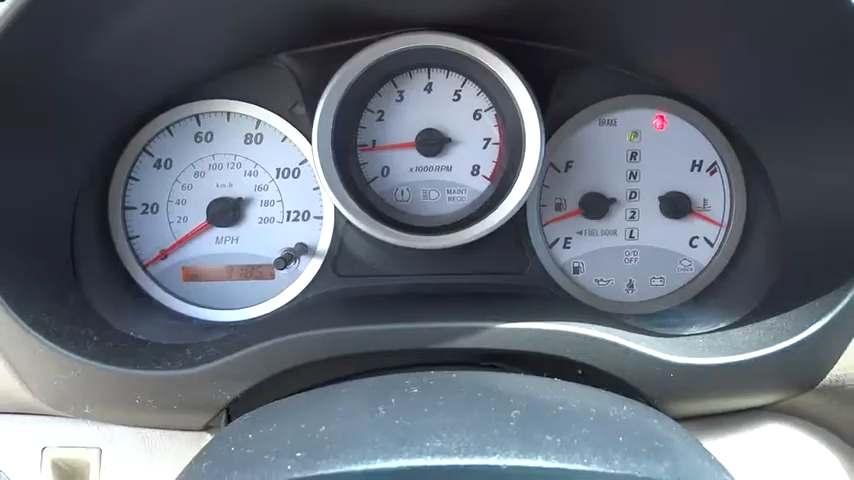 20
40
60
80
100
120
20
40
60
80
100
120
140
160
180
200
km/h
MPH
0
1
2
3
4
5
6
7
8
x1000RPM
MAINT
REQD
BRAKE
P
R
N
D
2
L
O/D
OFF
F
E
◄FUEL DOOR
H
C
CHECK